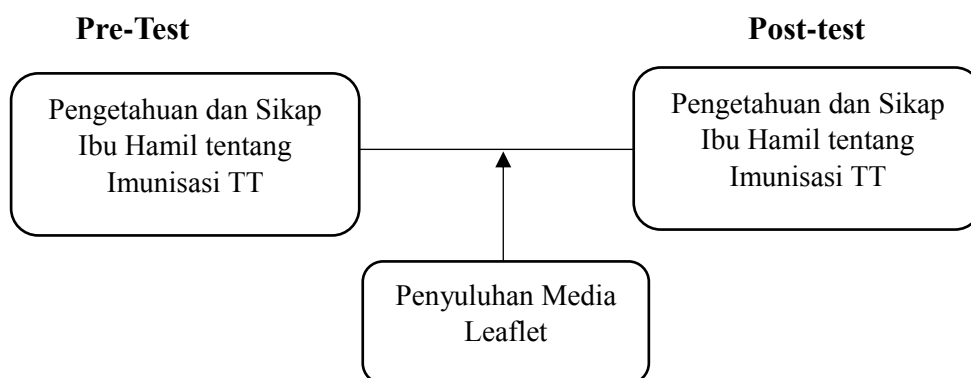 Pre-Test
Post-test
Pengetahuan dan Sikap
Ibu Hamil tentang
Imunisasi TT
Pengetahuan dan Sikap
Ibu Hamil tentang
Imunisasi TT
Penyuluhan Media
Leaflet